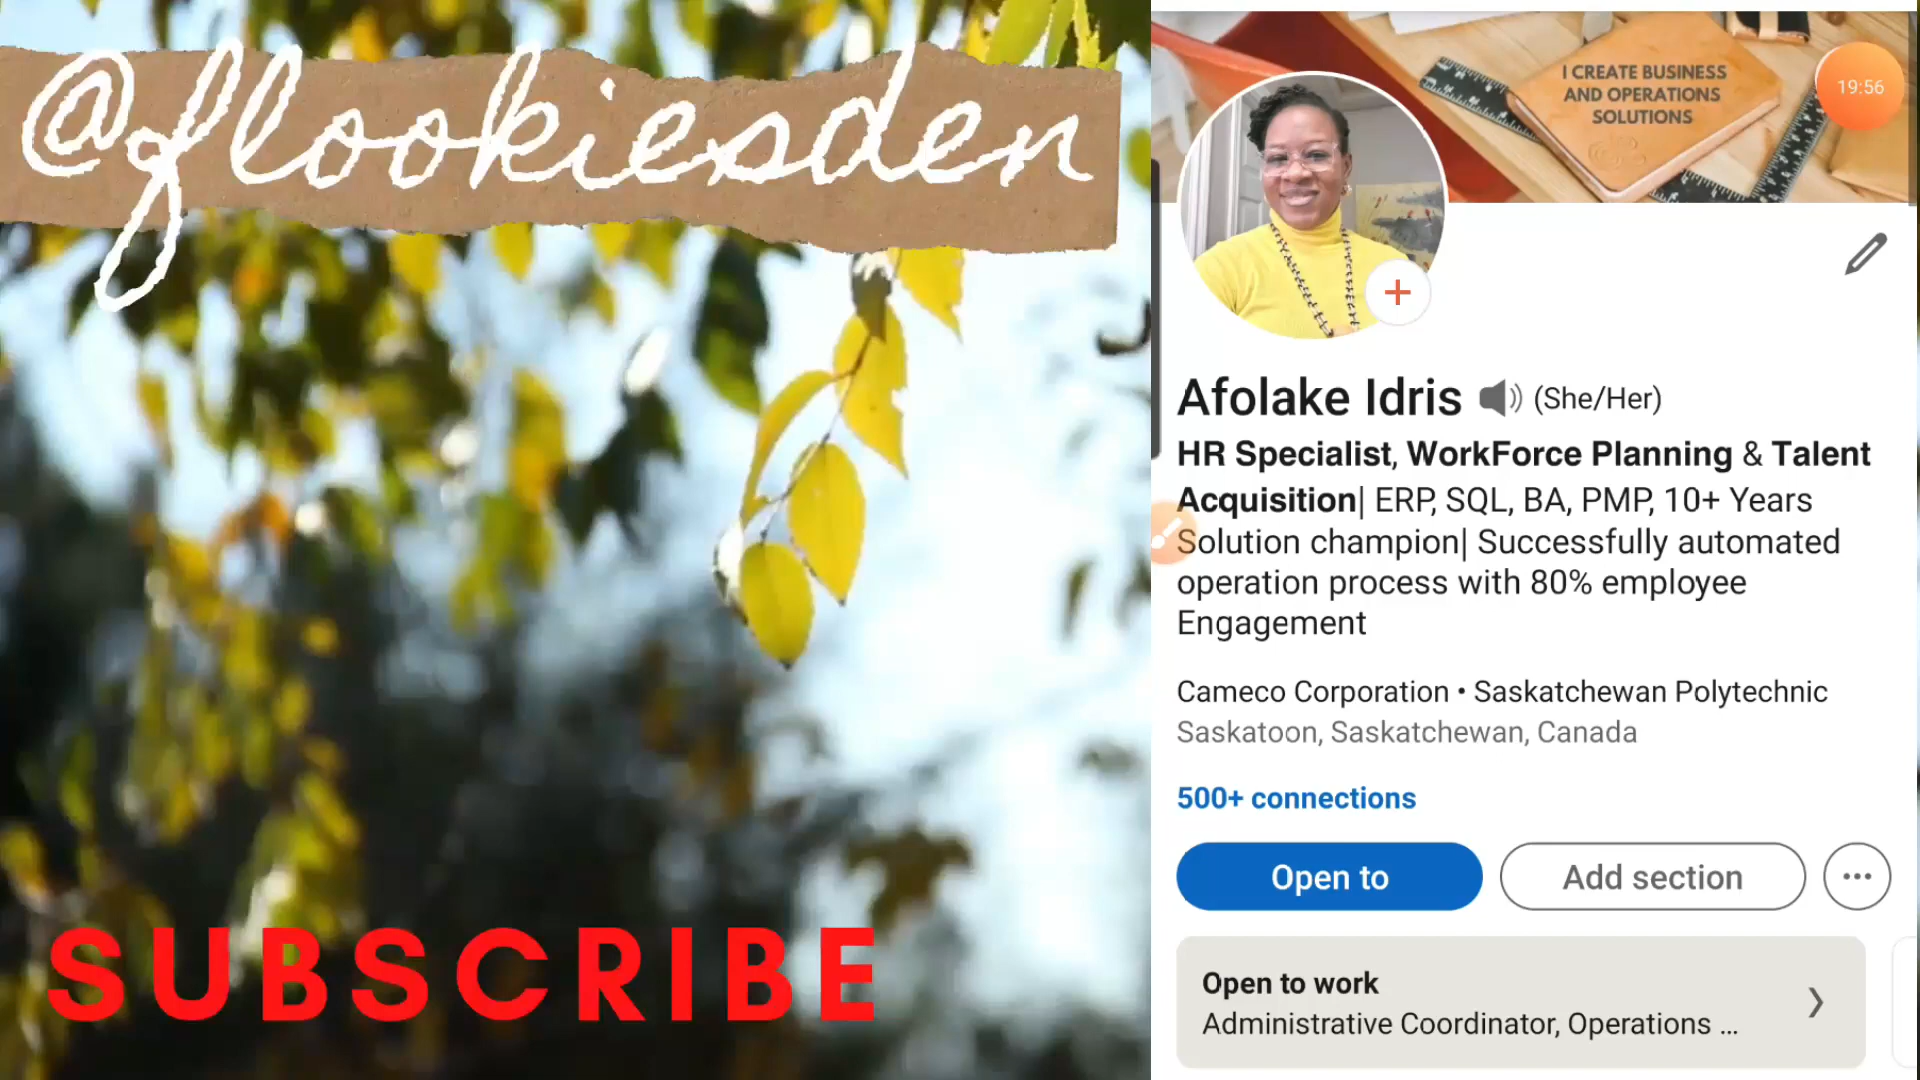 @flookiesden
SUBSCRIBE
I CREATE BUSINESS
AND OPERATIONS
SOLUTIONS
19:56
Afolake Idris (She/Her)
HR Specialist, WorkForce Planning & Talent
Acquisition| ERP, SQL, BA, PMP, 10+ Years
Solution champion| Successfully automated
operation process with 80% employee
Engagement
Cameco Corporation • Saskatchewan Polytechnic
Saskatoon, Saskatchewan, Canada
500+ connections
Open to
Add section
Open to work
Administrative Coordinator, Operations ...